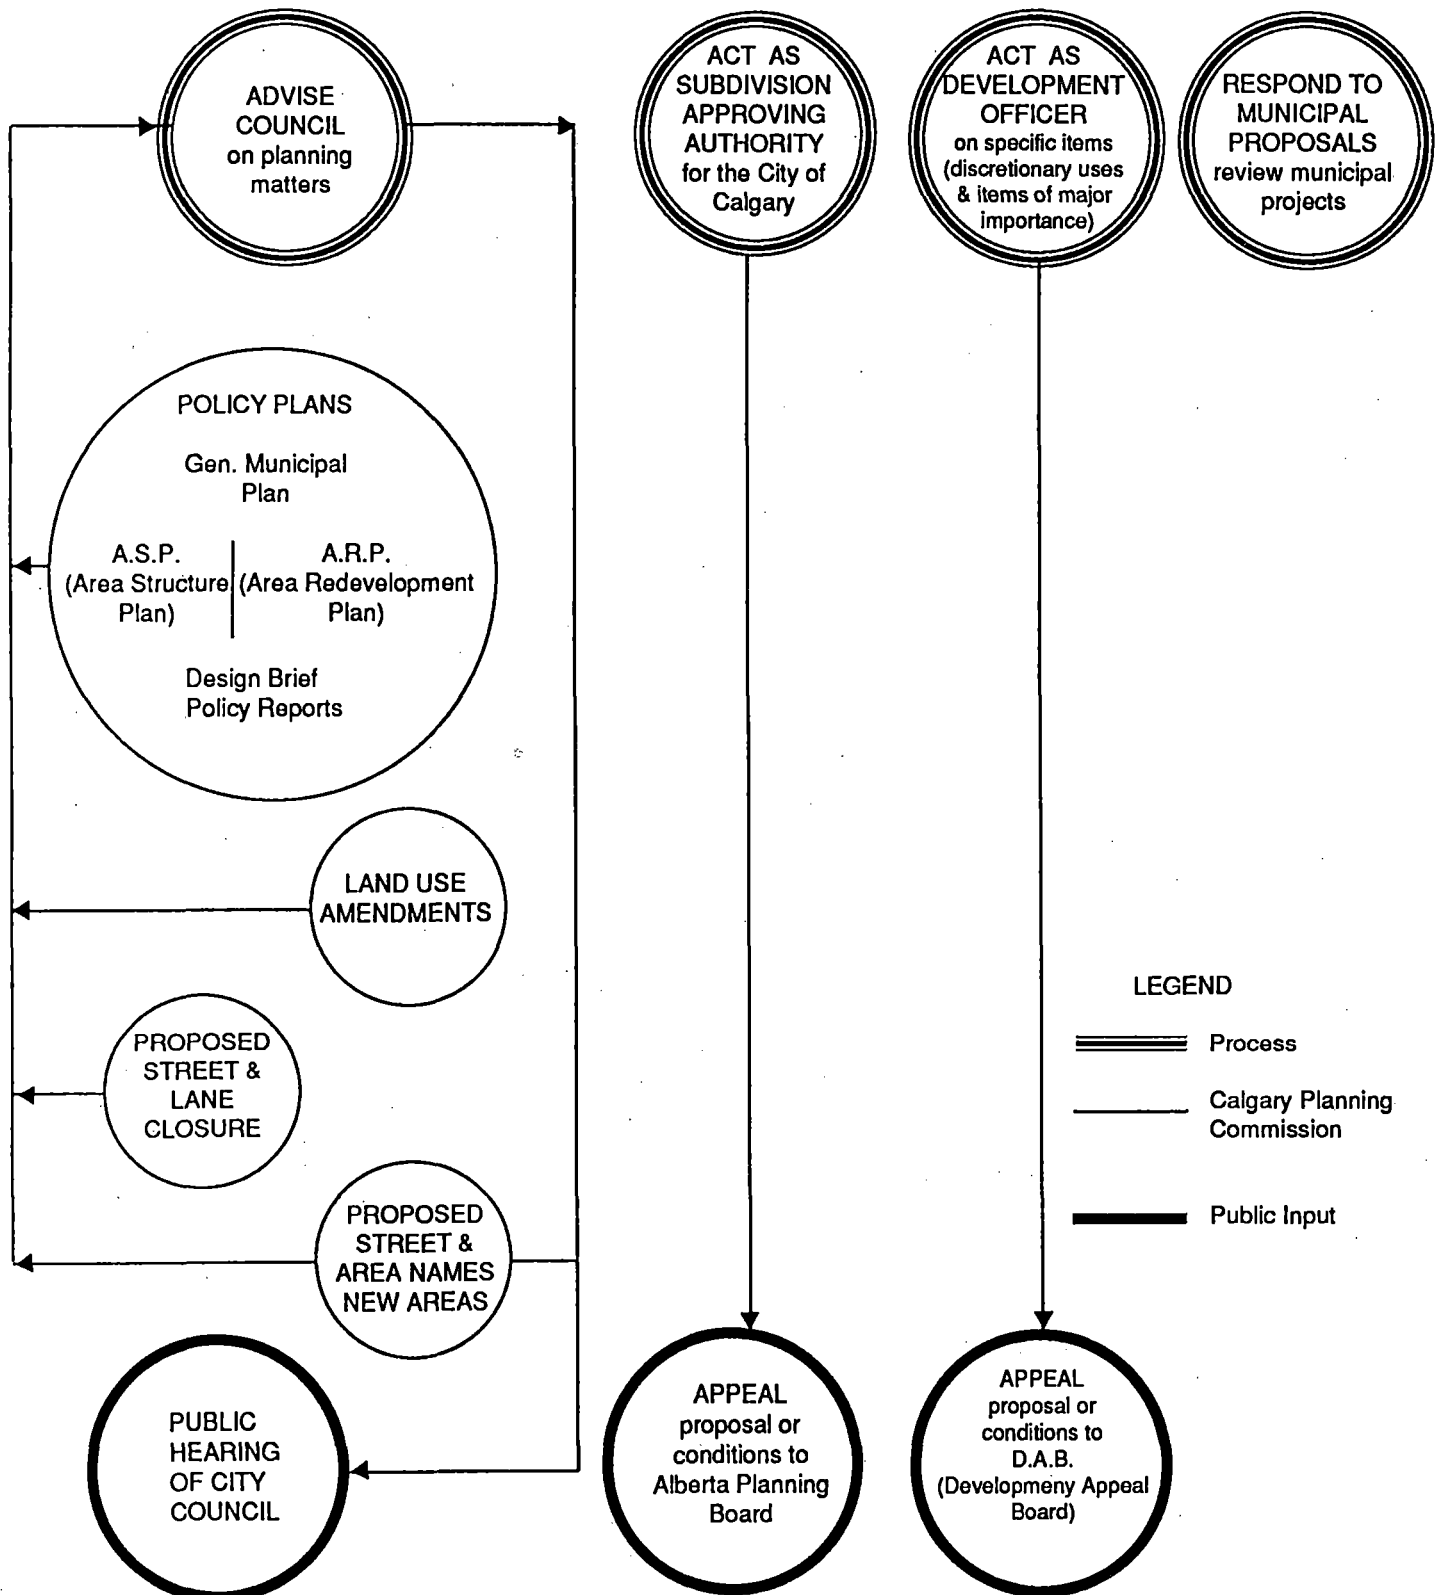 ADVISE
COUNCIL
on planning
matters
ACT AS
SUBDIVISION
APPROVING
AUTHORITY
for the City of
Calgary
ACT AS
DEVELOPMENT
OFFICER
on specific items
(discretionary uses
& items of major
importance)
RESPOND TO
MUNICIPAL
PROPOSALS
review municipal
projects
POLICY PLANS
Gen. Municipal
Plan
A.S.P.
(Area Structure
Plan)
A.R.P.
(Area Redevelopment
Plan)
Design Brief
Policy Reports
LAND USE
AMENDMENTS
PROPOSED
STREET &
LANE
CLOSURE
PROPOSED
STREET &
AREA NAMES
NEW AREAS
LEGEND
Process
Calgary Planning
Commission
Public Input
PUBLIC
HEARING
OF CITY
COUNCIL
APPEAL
proposal or
conditions to
Alberta Planning
Board
APPEAL
proposal or
conditions to
D.A.B.
(Developmeny Appeal
Board)